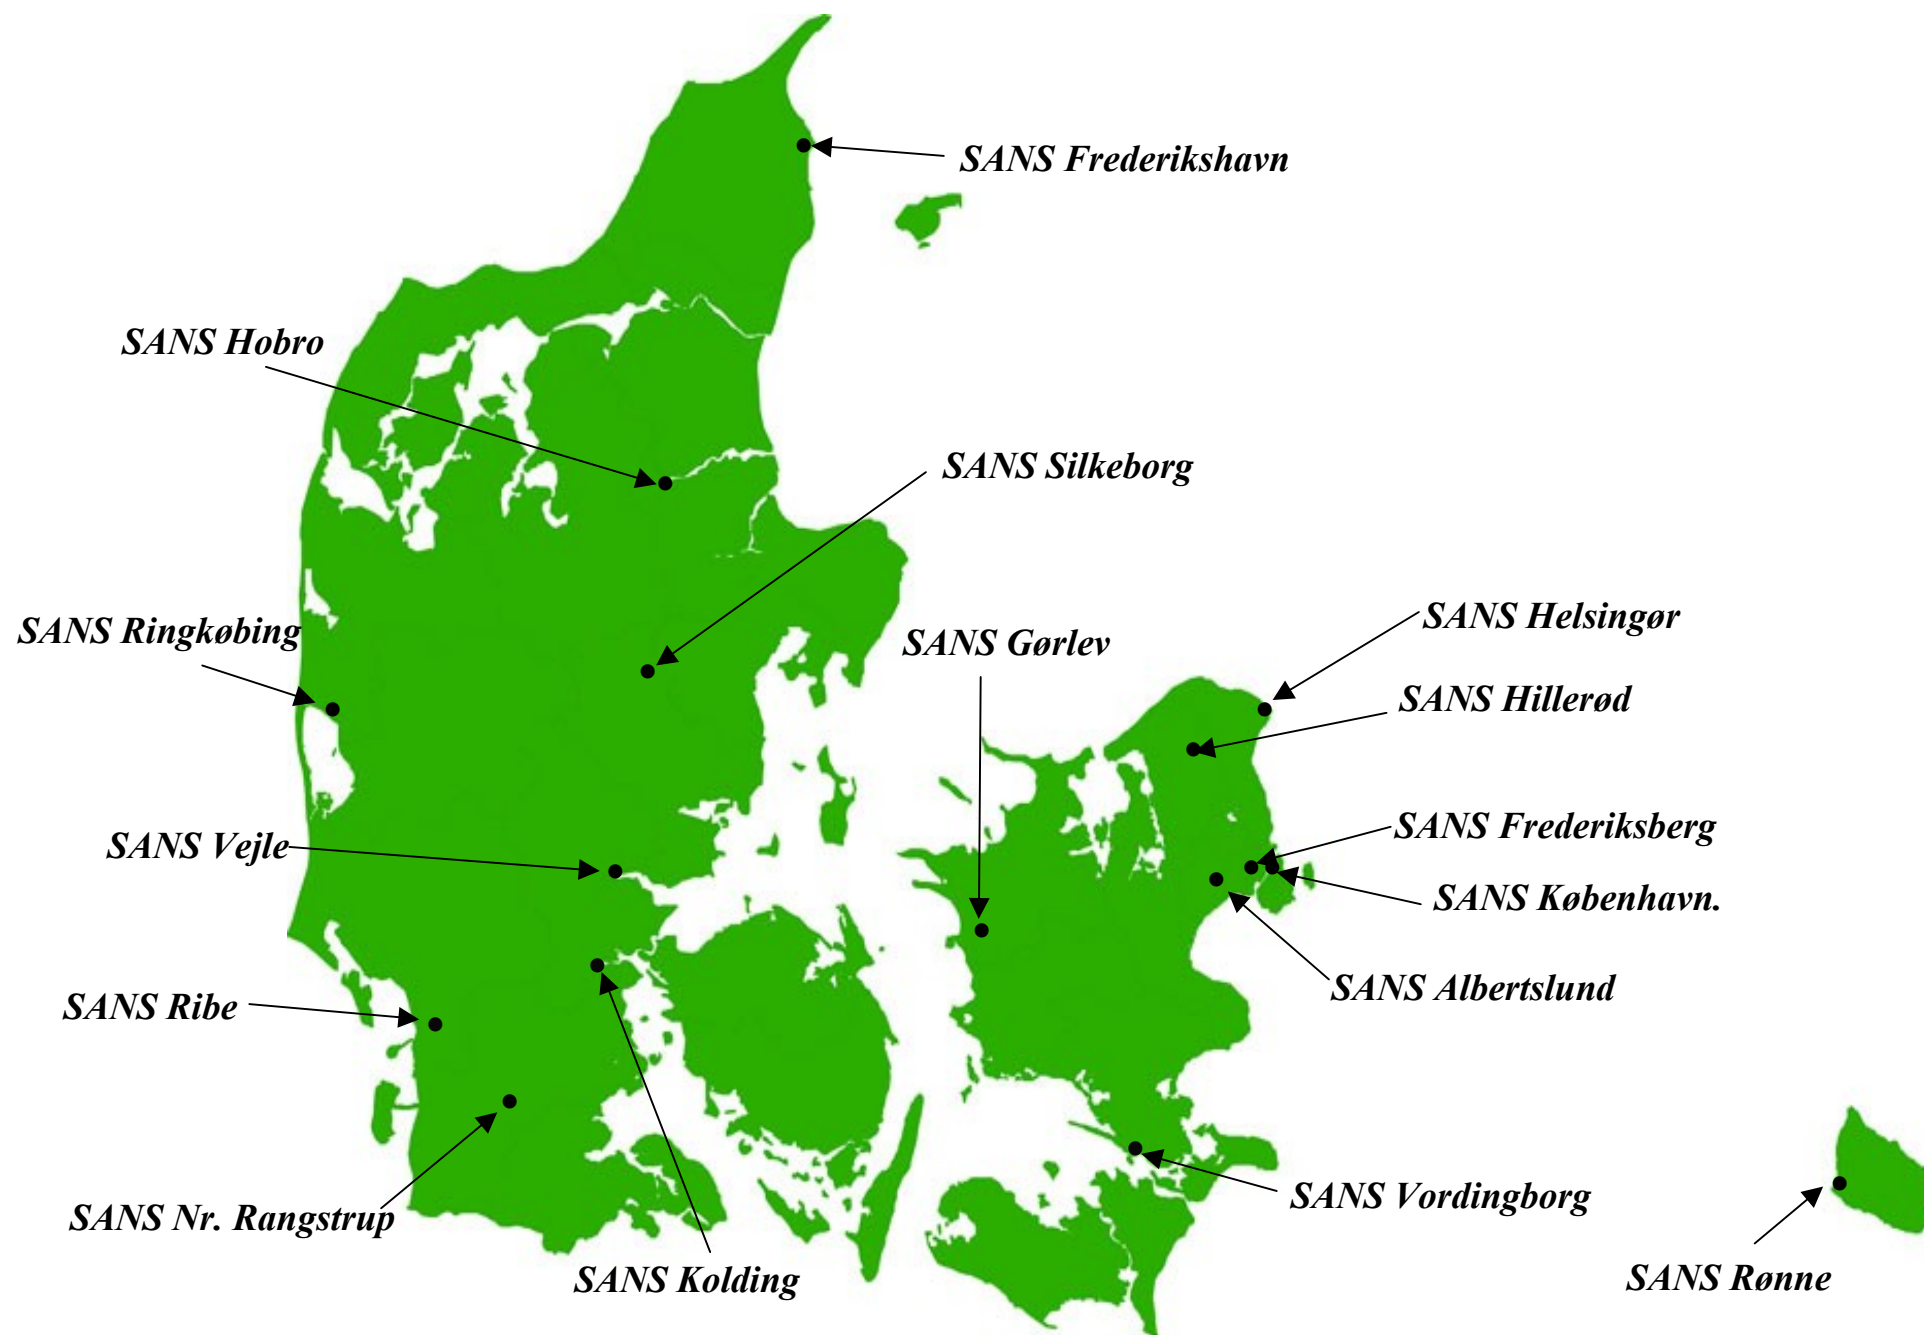 SANS Frederikshavn
SANS Hobro
SANS Silkeborg
SANS Helsingør
SANS Ringkøbing
SANS Gørlev
SANS Hillerød
SANS Frederiksberg
SANS Vejle
SANS København.
SANS Albertslund
SANS Ribe
SANS Vordingborg
SANS Nr. Rangstrup
SANS Kolding
SANS Rønne